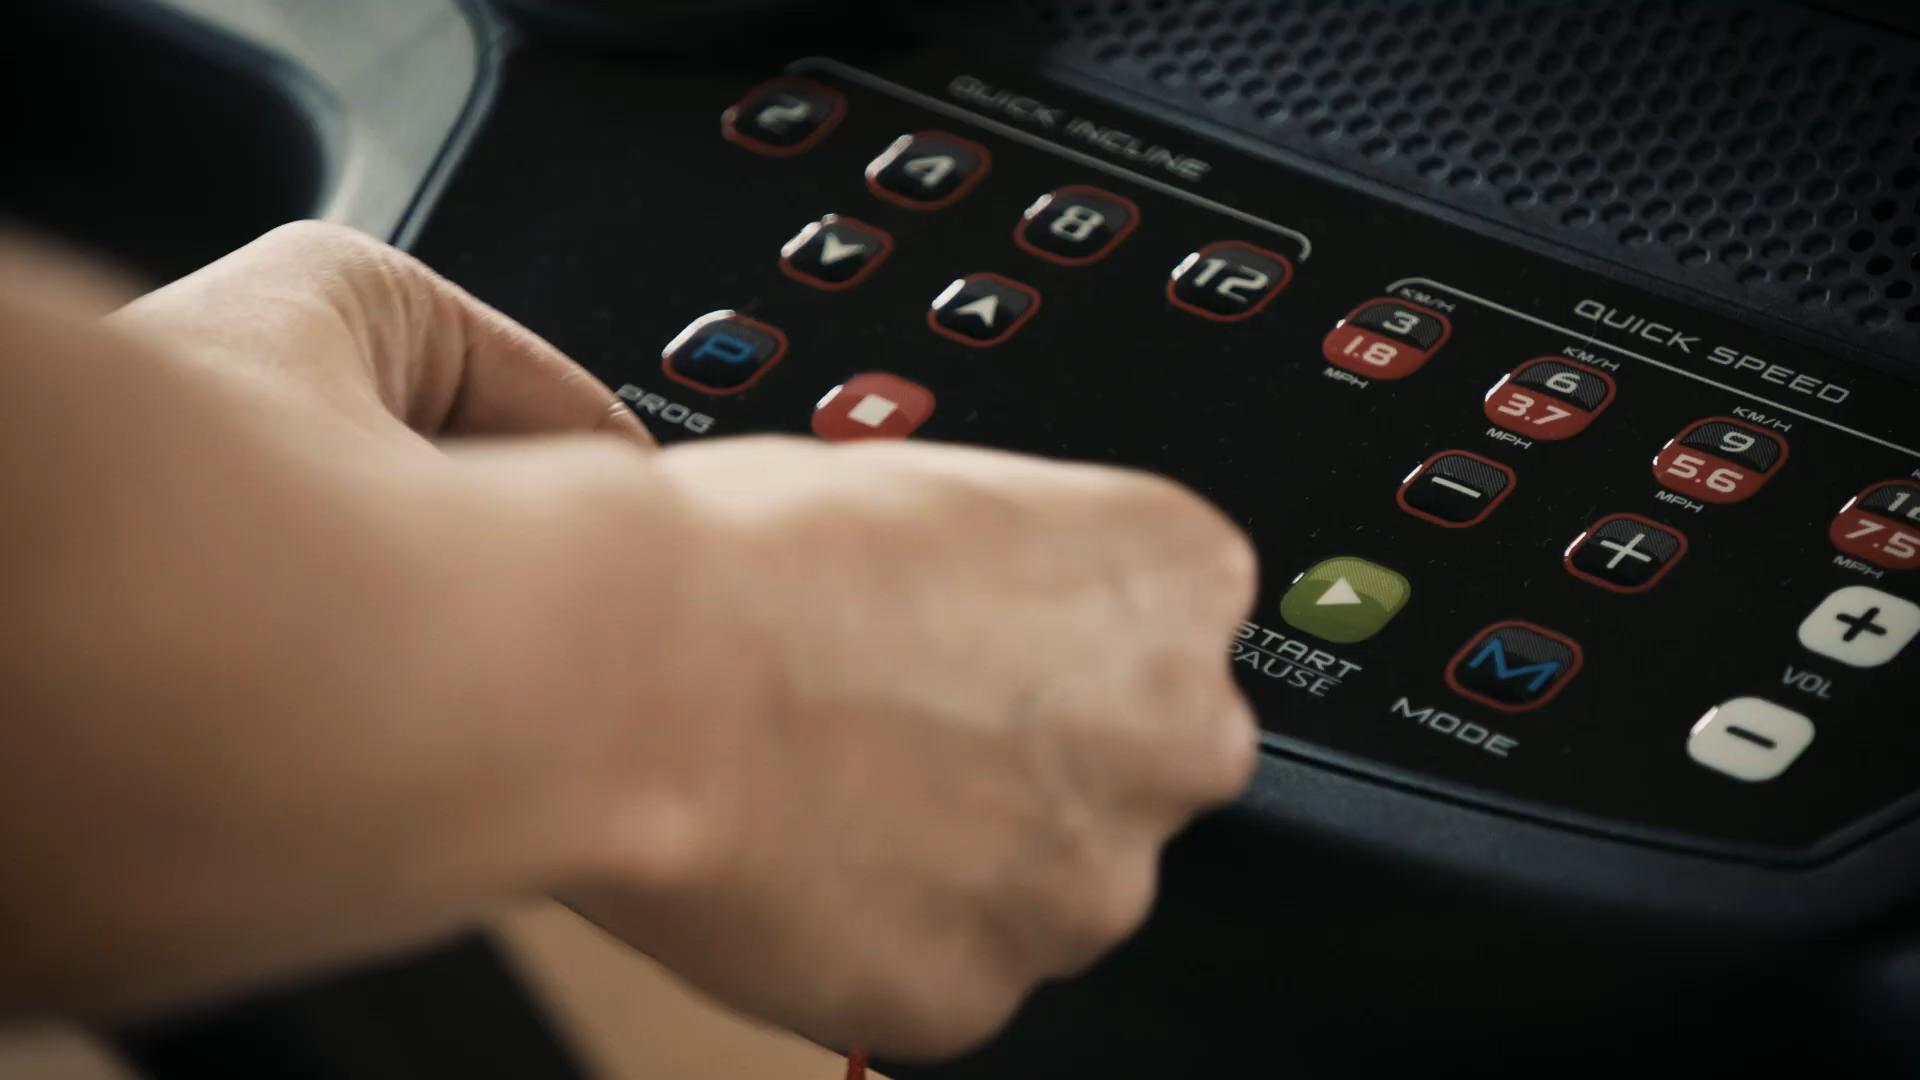 QUICK INCLINE
2
4
8
12
P
PROG
QUICK SPEED
KM/H
3
1.8
MPH
KM/H
6
3.7
MPH
KM/H
9
5.6
MPH
7.5
MPH
START
PAUSE
M
MODE
+
VOL
-